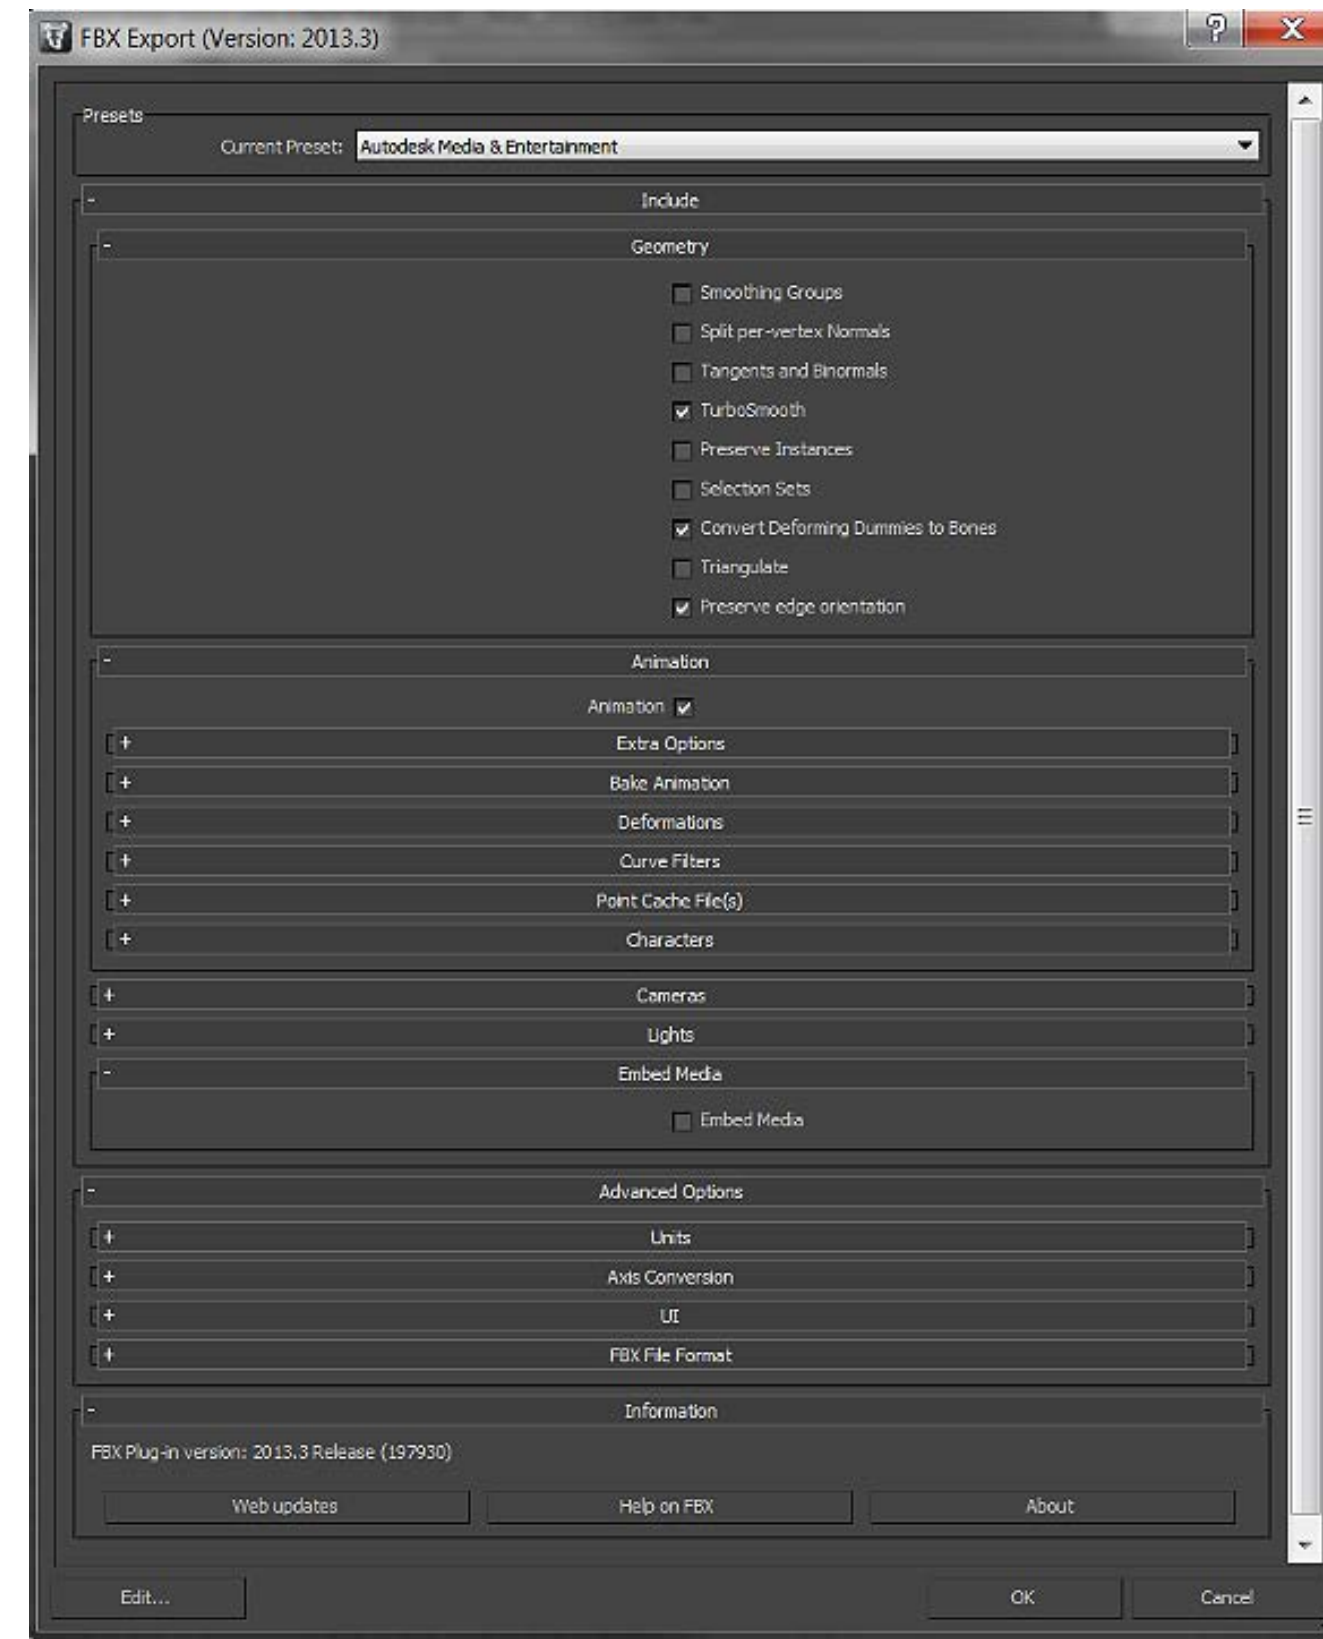 FBX Export (Version: 2013.3)
Presets
Current Preset: Autodesk Media & Entertainment
- Include
- Geometry
Smoothing Groups
Split per-vertex Normals
Tangents and Binormals
TurboSmooth
Preserve Instances
Selection Sets
Convert Deforming Dummies to Bones
Triangulate
Preserve edge orientation
- Animation
Animation
+ Extra Options
+ Bake Animation
+ Deformations
+ Curve Filters
+ Point Cache File(s)
+ Characters
+ Cameras
+ Lights
- Embed Media
Embed Media
- Advanced Options
+ Units
+ Axis Conversion
+ UI
+ FBX File Format
- Information
FBX Plug-in version: 2013.3 Release (197930)
Web updates Help on FBX About
Edit... OK Cancel